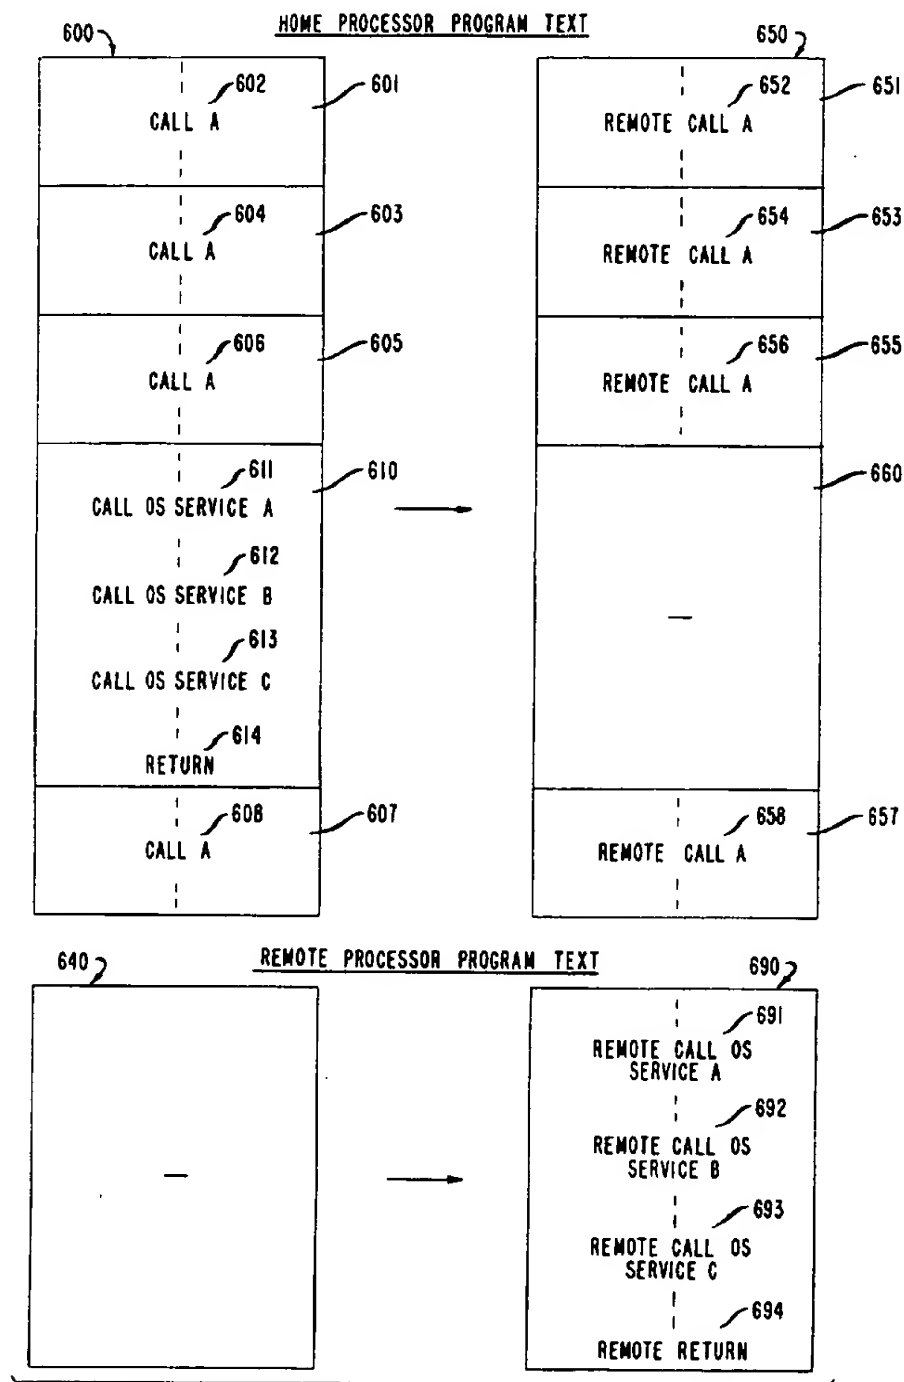 HOME PROCESSOR PROGRAM TEXT
600
650
602
601
CALL A
652
651
REMOTE CALL A
604
603
CALL A
654
653
REMOTE CALL A
606
605
CALL A
656
655
REMOTE CALL A
611
610
CALL OS SERVICE A
660
612
CALL OS SERVICE B
613
CALL OS SERVICE C
614
RETURN
608
607
CALL A
658
657
REMOTE CALL A
REMOTE PROCESSOR PROGRAM TEXT
640
690
691
REMOTE CALL OS
SERVICE A
692
REMOTE CALL OS
SERVICE B
693
REMOTE CALL OS
SERVICE C
694
REMOTE RETURN